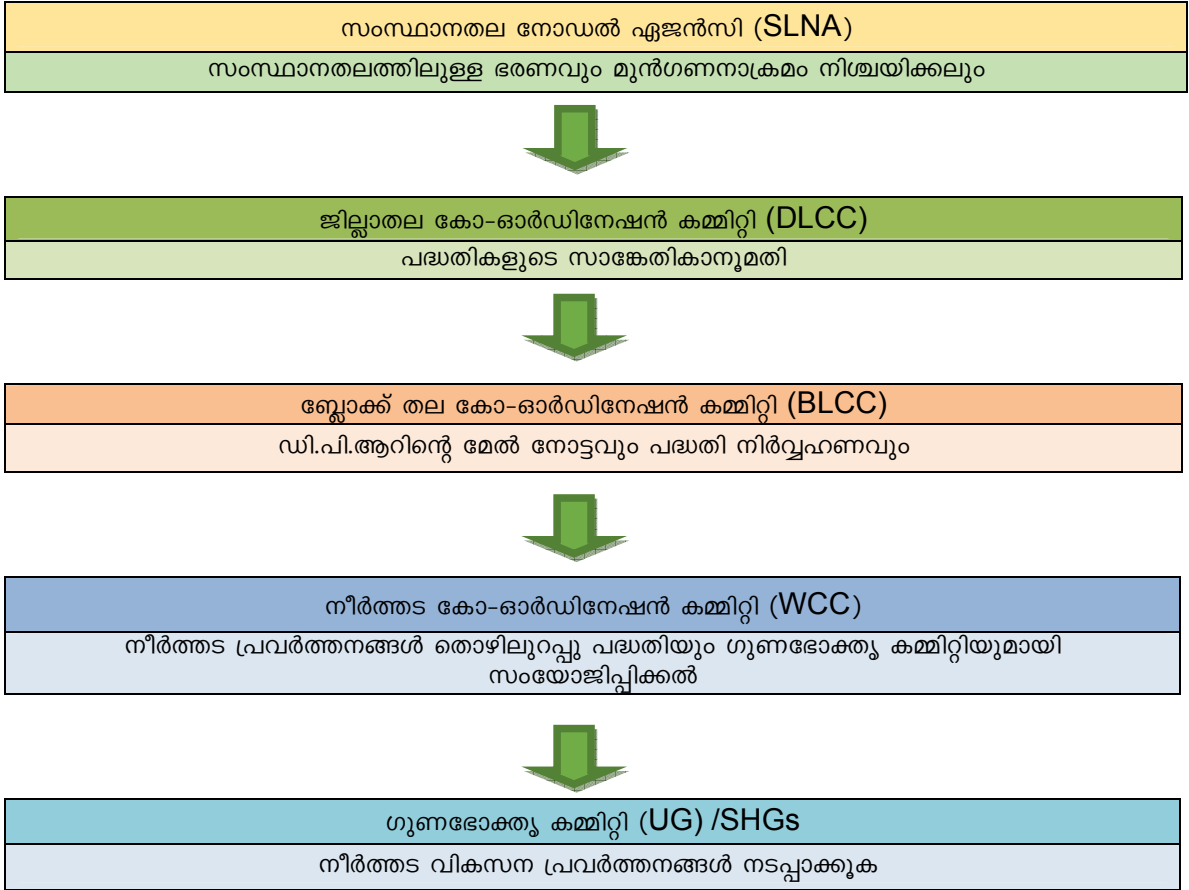 സംസ്ഥാനതല നോഡൽ ഏജൻസി (SLNA)
സംസ്ഥാനതലത്തിലുള്ള ഭരണവും മുൻഗണനാക്രമം നിശ്ചയിക്കലും
ജില്ലാതല കോ-ഓർഡിനേഷൻ കമ്മിറ്റി (DLCC)
പദ്ധതികളുടെ സാങ്കേതികാനൂമതി
ബ്ലോക്ക് തല കോ-ഓർഡിനേഷൻ കമ്മിറ്റി (BLCC)
ഡി.പി.ആറിന്റെ മേൽ നോട്ടവും പദ്ധതി നിർവ്വഹണവും
നീർത്തട കോ-ഓർഡിനേഷൻ കമ്മിറ്റി (WCC)
നീർത്തട പ്രവർത്തനങ്ങൾ തൊഴിലുറപ്പു പദ്ധതിയും ഗുണഭോക്തൃ കമ്മിറ്റിയുമായി
സംയോജിപ്പിക്കൽ
ഗുണഭോക്തൃ കമ്മിറ്റി (UG) /SHGs
നീർത്തട വികസന പ്രവർത്തനങ്ങൾ നടപ്പാക്കൂക